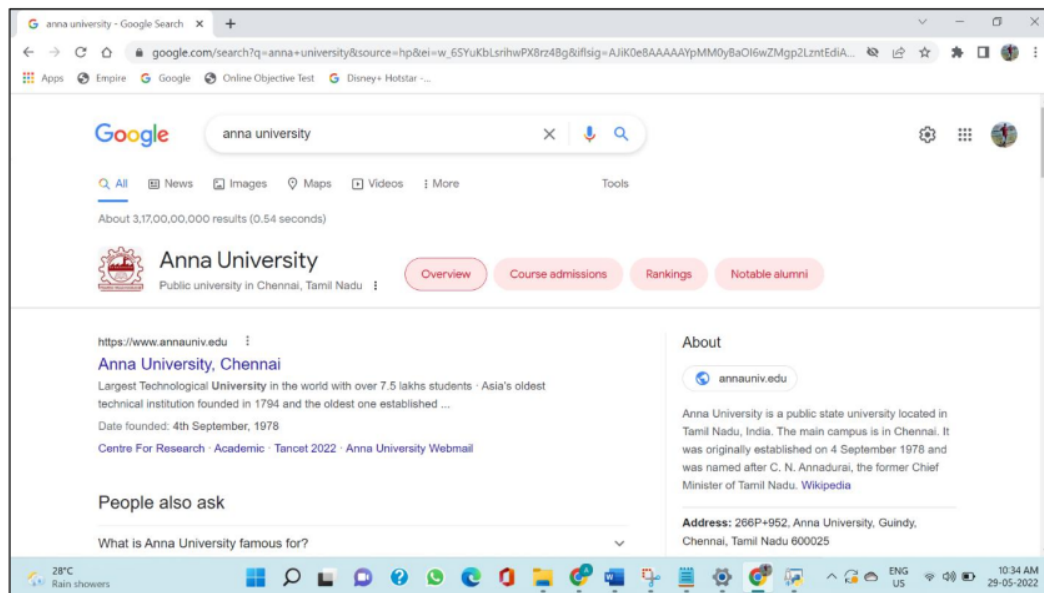 anna university - Google Search
google.com/search?q=anna+university&source=hp&ei=w_6SYuKbLsrihwPX8rz4Bg&iflsig=AJiK0e8AAAAAYpMM0yBaOI6wZMgp2LzntEdiA...
Apps Empire Google Online Objective Test Disney+ Hotstar -...
Google anna university
All News Images Maps Videos More Tools
About 3,17,00,00,000 results (0.54 seconds)
Anna University
Public university in Chennai, Tamil Nadu
Overview Course admissions Rankings Notable alumni
https://www.annauniv.edu
Anna University, Chennai
Largest Technological University in the world with over 7.5 lakhs students · Asia's oldest
technical institution founded in 1794 and the oldest one established ...
Date founded: 4th September, 1978
Centre For Research · Academic · Tancet 2022 · Anna University Webmail
People also ask
What is Anna University famous for?
About
annauniv.edu
Anna University is a public state university located in
Tamil Nadu, India. The main campus is in Chennai. It
was originally established on 4 September 1978 and
was named after C. N. Annadurai, the former Chief
Minister of Tamil Nadu. Wikipedia
Address: 266P+952, Anna University, Guindy,
Chennai, Tamil Nadu 600025
28°C
Rain showers
ENG
US
10:34 AM
29-05-2022